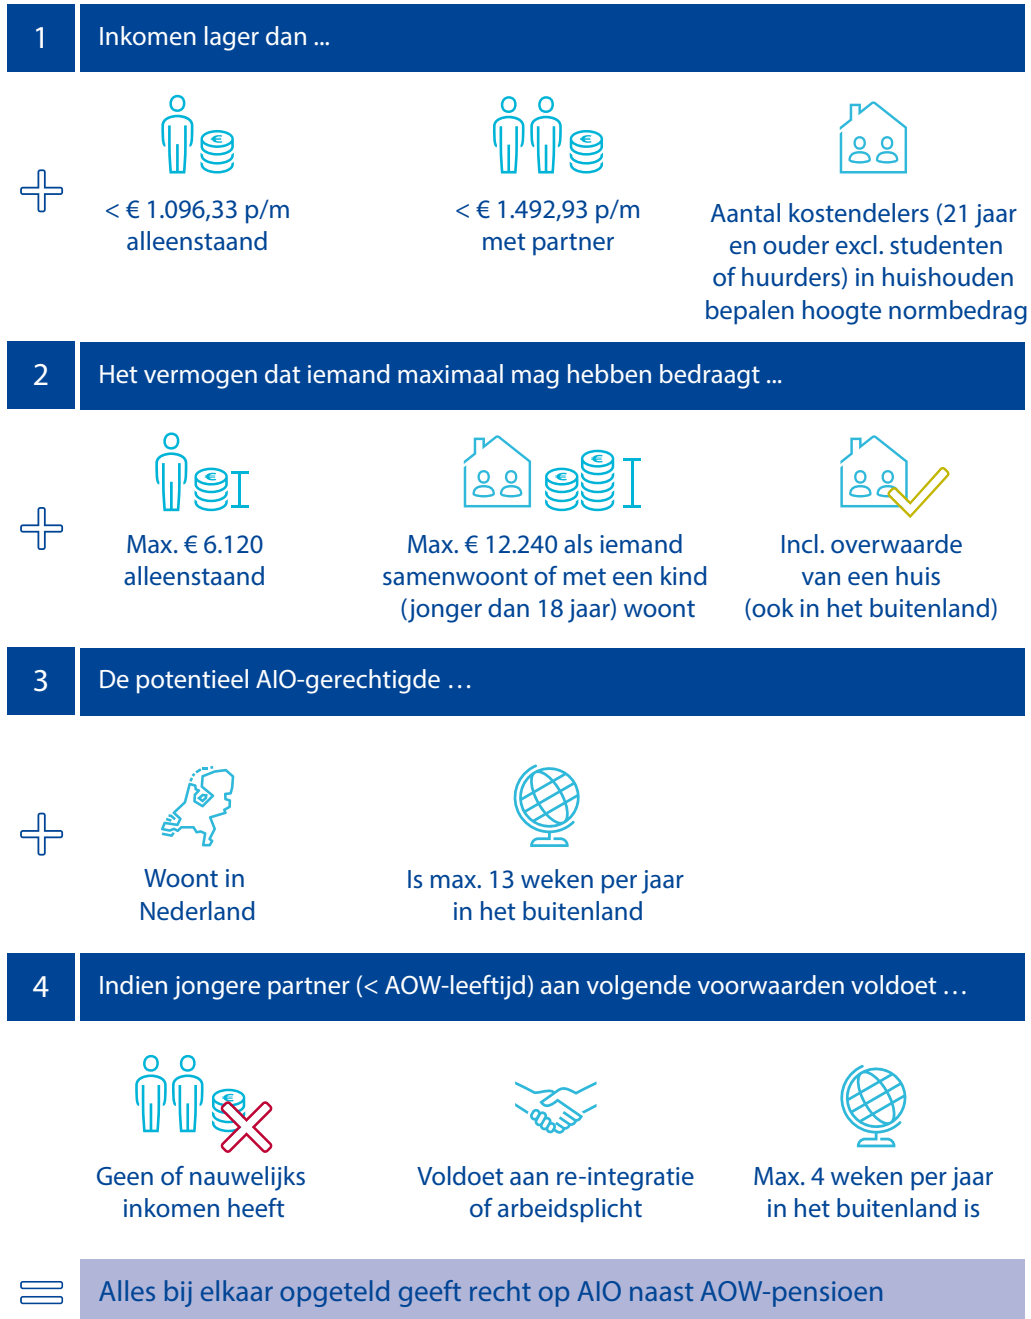 1 Inkomen lager dan ...
< € 1.096,33 p/m
alleenstaand
< € 1.492,93 p/m
met partner
Aantal kostendelers (21 jaar
en ouder excl. studenten
of huurders) in huishouden
bepalen hoogte normbedrag
2 Het vermogen dat iemand maximaal mag hebben bedraagt ...
Max. € 6.120
alleenstaand
Max. € 12.240 als iemand
samenwoont of met een kind
(jonger dan 18 jaar) woont
Incl. overwaarde
van een huis
(ook in het buitenland)
3 De potentieel AIO-gerechtigde …
Woont in
Nederland
Is max. 13 weken per jaar
in het buitenland
4 Indien jongere partner (< AOW-leeftijd) aan volgende voorwaarden voldoet …
Geen of nauwelijks
inkomen heeft
Voldoet aan re-integratie
of arbeidsplicht
Max. 4 weken per jaar
in het buitenland is
Alles bij elkaar opgeteld geeft recht op AIO naast AOW-pensioen